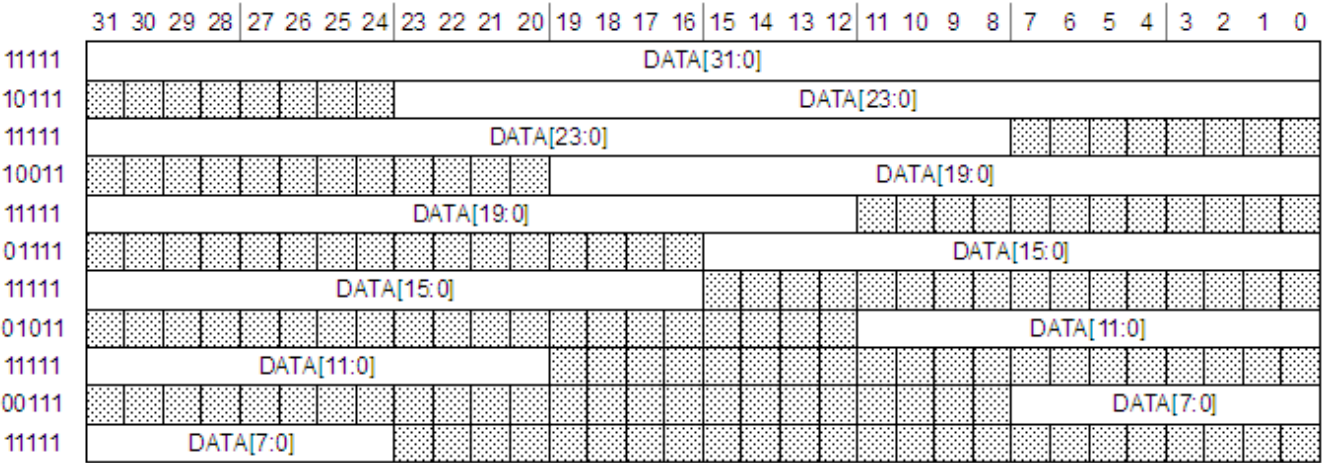 31 30 29 28 27 26 25 24 23 22 21 20 19 18 17 16 15 14 13 12 11 10 9 8 7 6 5 4 3 2 1 0
11111 DATA[31:0]
10111 DATA[23:0]
11111 DATA[23:0]
10011 DATA[19:0]
11111 DATA[19:0]
01111 DATA[15:0]
11111 DATA[15:0]
01011 DATA[11:0]
11111 DATA[11:0]
00111 DATA[7:0]
11111 DATA[7:0]